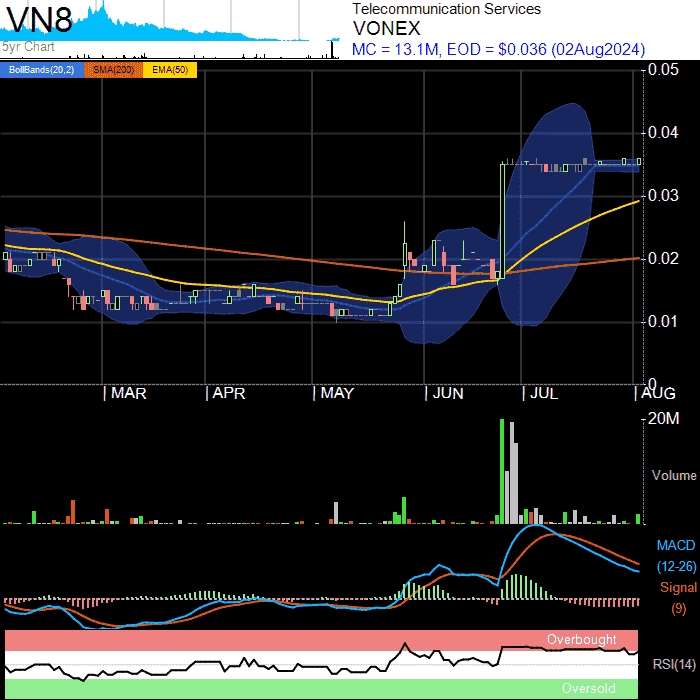 VN8
5yr Chart
Telecommunication Services
VONEX
MC = 13.1M, EOD = $0.036 (02Aug2024)
BollBands(20,2) SMA(200) EMA(50)
0.05
0.04
0.03
0.02
0.01
0
MAR APR MAY JUN JUL AUG
20M
Volume
MACD
(12-26)
Signal
(9)
Overbought
RSI(14)
Oversold